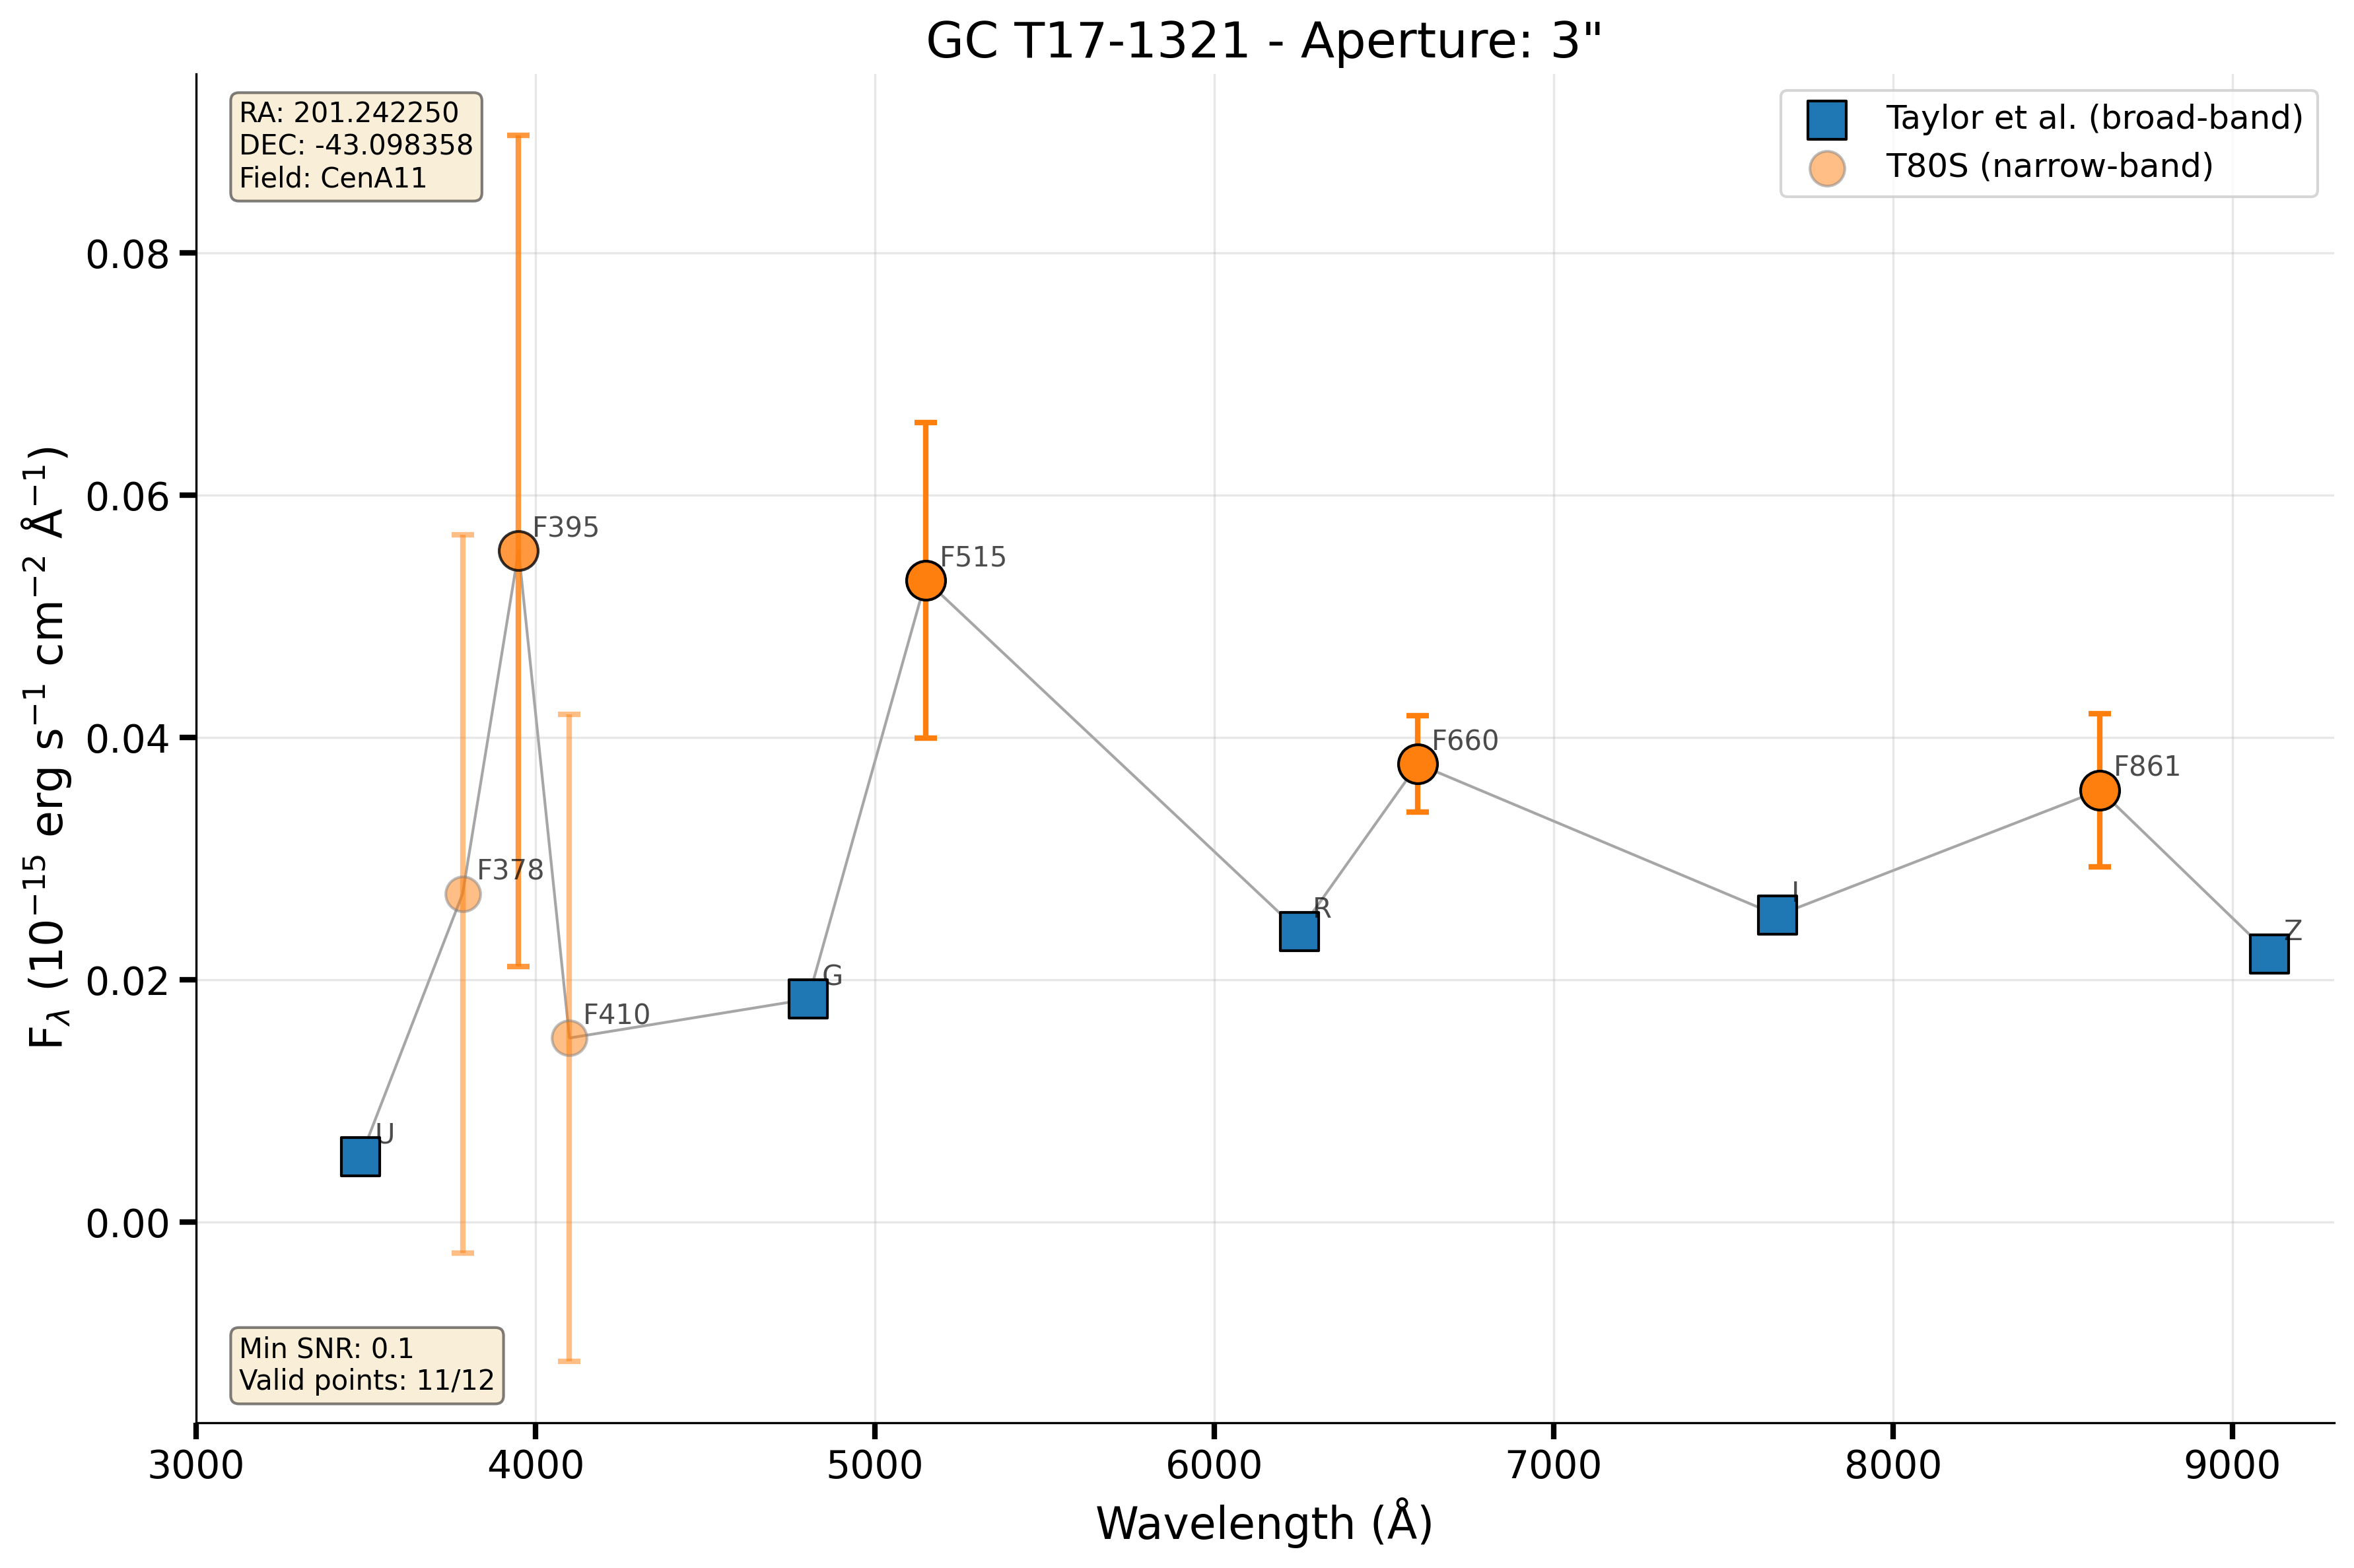 GC T17-1321 - Aperture: 3"
RA: 201.242250
DEC: -43.098358
Field: CenA11
Taylor et al. (broad-band)
T80S (narrow-band)
F$_{λ}$ (10$^{−15}$ erg s$^{−1}$ cm$^{−2}$ Å$^{−1}$)
0.08
0.06
0.04
0.02
0.00
F395
F515
F660
F861
F378
I
R
Z
G
F410
U
Min SNR: 0.1
Valid points: 11/12
3000 4000 5000 6000 7000 8000 9000
Wavelength (Å)